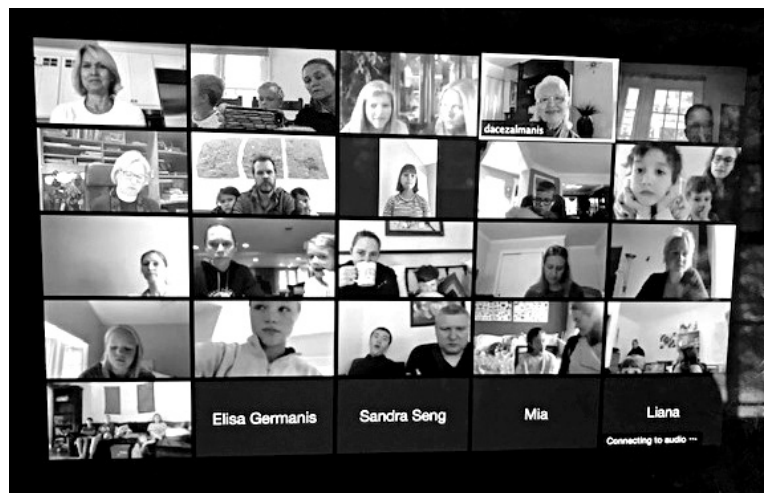 dacezalmanis
Elisa Germanis
Sandra Seng
Mia
Liana
Connecting to audio ···